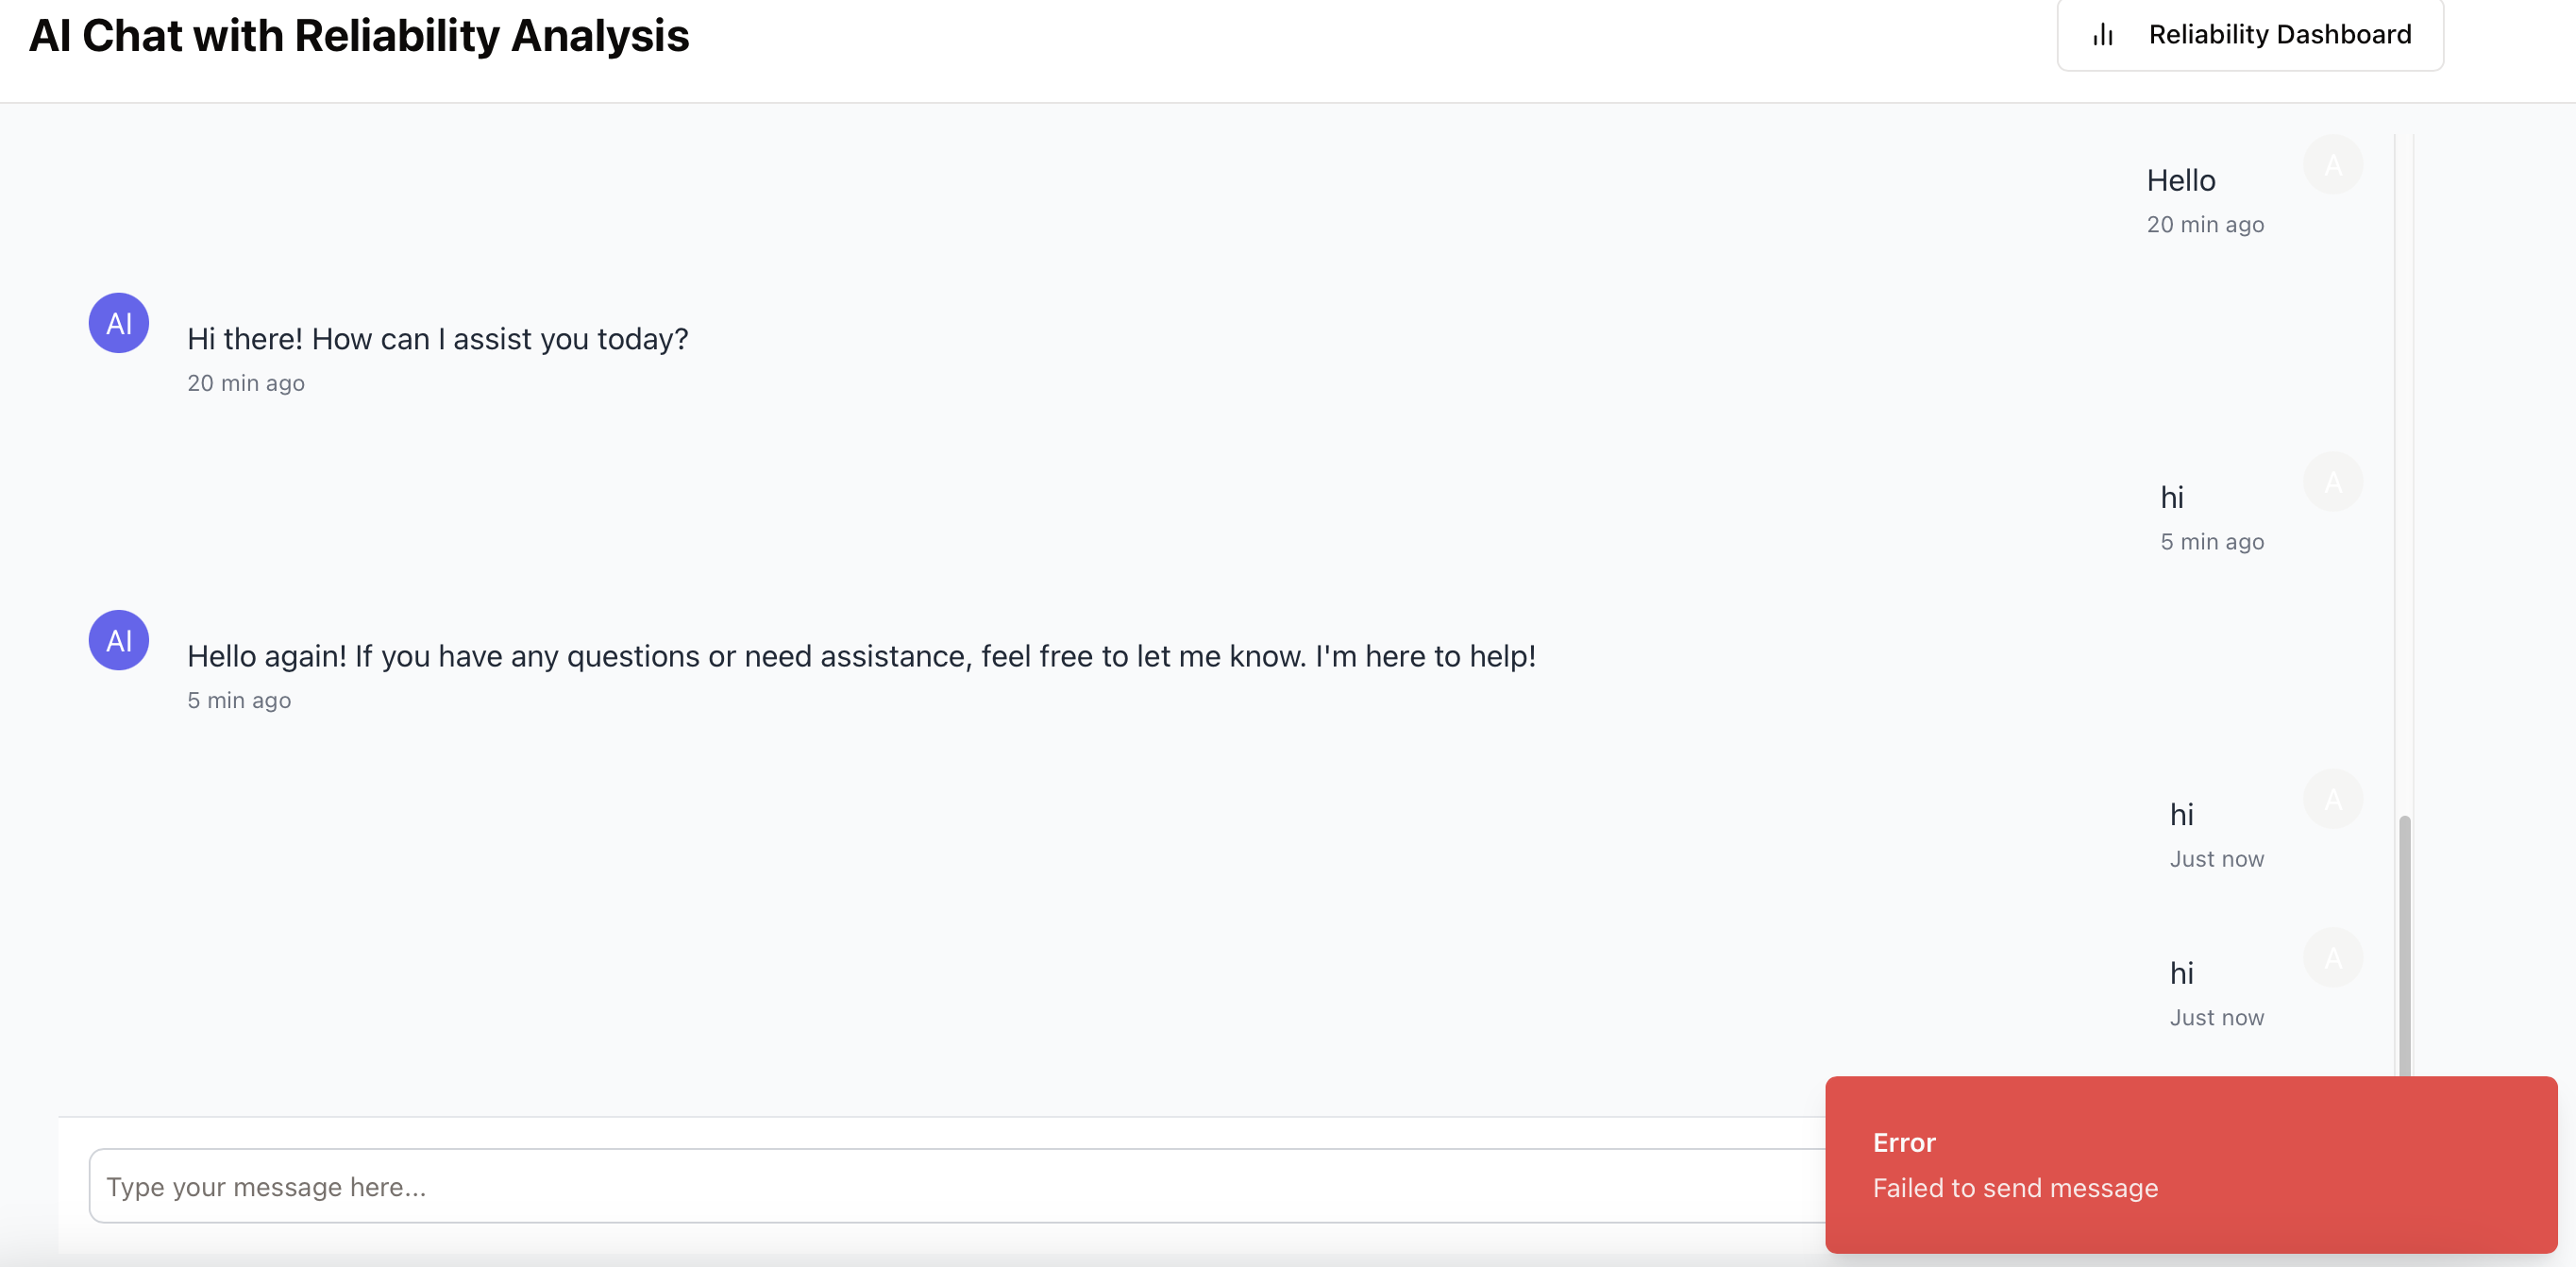 AI Chat with Reliability Analysis
Reliability Dashboard
A
Hello
20 min ago
AI
Hi there! How can I assist you today?
20 min ago
A
hi
5 min ago
AI
Hello again! If you have any questions or need assistance, feel free to let me know. I'm here to help!
5 min ago
A
hi
Just now
A
hi
Just now
Type your message here...
Error
Failed to send message